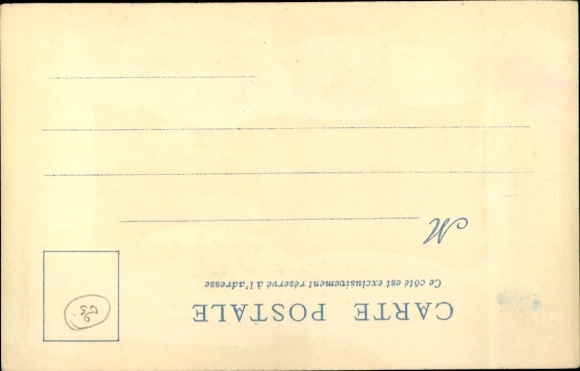 CARTE POSTALE
Ce côté est exclusivement réservé à l'adresse
M